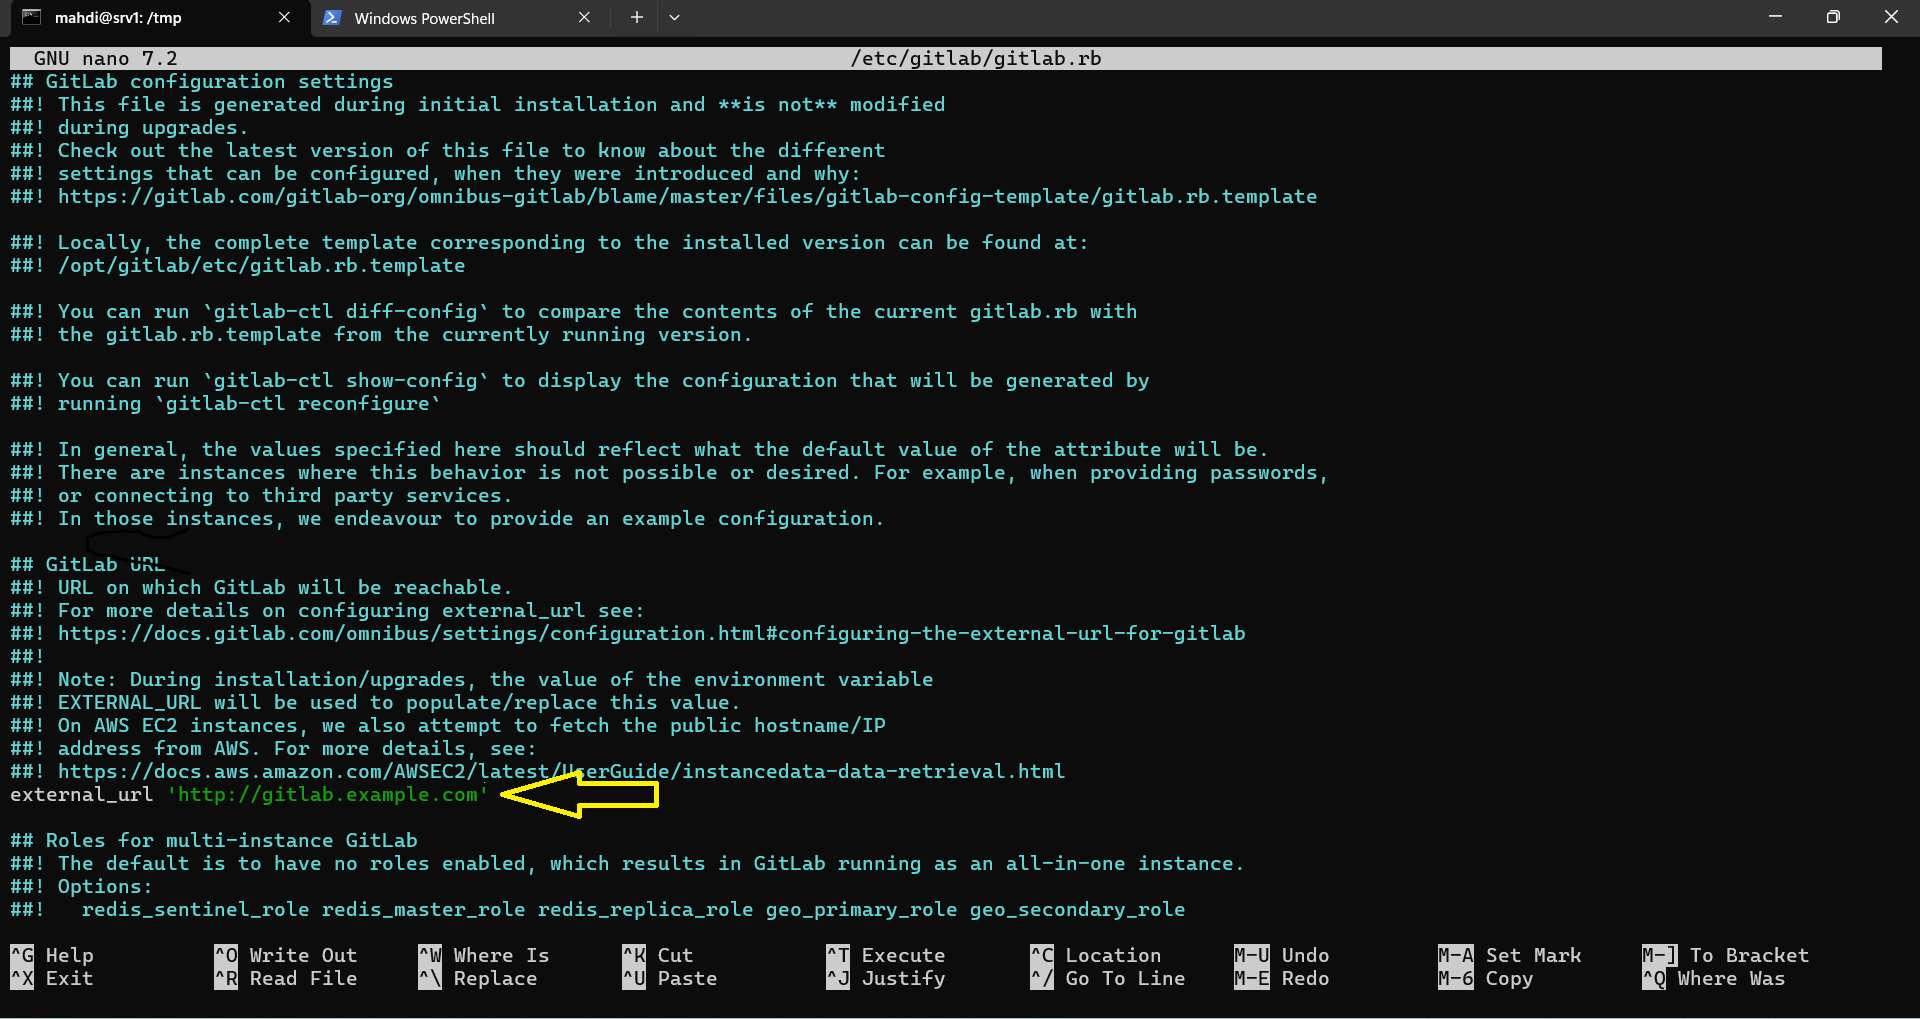 mahdi@srv1: /tmp
Windows PowerShell
GNU nano 7.2 /etc/gitlab/gitlab.rb
## GitLab configuration settings
##! This file is generated during initial installation and **is not** modified
##! during upgrades.
##! Check out the latest version of this file to know about the different
##! settings that can be configured, when they were introduced and why:
##! https://gitlab.com/gitlab-org/omnibus-gitlab/blame/master/files/gitlab-config-template/gitlab.rb.template
##! Locally, the complete template corresponding to the installed version can be found at:
##! /opt/gitlab/etc/gitlab.rb.template
##! You can run `gitlab-ctl diff-config` to compare the contents of the current gitlab.rb with
##! the gitlab.rb.template from the currently running version.
##! You can run `gitlab-ctl show-config` to display the configuration that will be generated by
##! running `gitlab-ctl reconfigure`
##! In general, the values specified here should reflect what the default value of the attribute will be.
##! There are instances where this behavior is not possible or desired. For example, when providing passwords,
##! or connecting to third party services.
##! In those instances, we endeavour to provide an example configuration.
## GitLab URL
##! URL on which GitLab will be reachable.
##! For more details on configuring external_url see:
##! https://docs.gitlab.com/omnibus/settings/configuration.html#configuring-the-external-url-for-gitlab
##!
##! Note: During installation/upgrades, the value of the environment variable
##! EXTERNAL_URL will be used to populate/replace this value.
##! On AWS EC2 instances, we also attempt to fetch the public hostname/IP
##! address from AWS. For more details, see:
##! https://docs.aws.amazon.com/AWSEC2/latest/UserGuide/instancedata-data-retrieval.html
external_url 'http://gitlab.example.com'
## Roles for multi-instance GitLab
##! The default is to have no roles enabled, which results in GitLab running as an all-in-one instance.
##! Options:
##!   redis_sentinel_role redis_master_role redis_replica_role geo_primary_role geo_secondary_role
^G Help ^O Write Out ^W Where Is ^K Cut ^T Execute ^C Location M-U Undo M-A Set Mark M-] To Bracket
^X Exit ^R Read File ^\ Replace ^U Paste ^J Justify ^/ Go To Line M-E Redo M-6 Copy ^Q Where Was